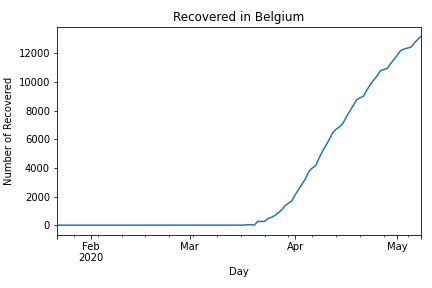 Recovered in Belgium
Number of Recovered
12000
10000
8000
6000
4000
2000
0
Feb
2020
Mar
Apr
May
Day